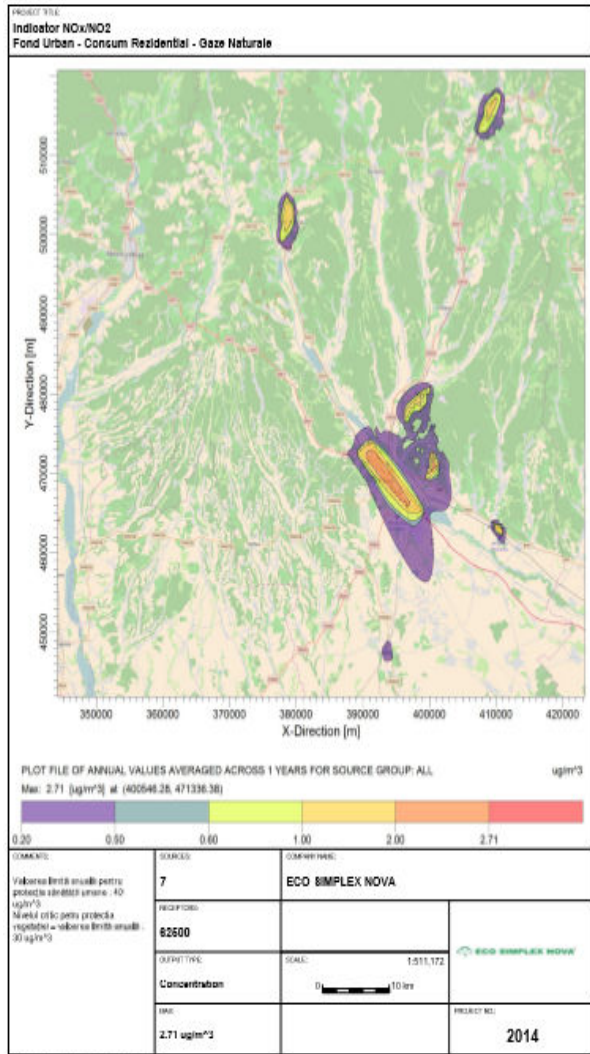 PROJECT TITLE:
Indicator NOx/NO2
Fond Urban - Consum Rezidential - Gaze Naturale
Y-Direction [m]
510000
500000
490000
480000
470000
460000
450000
350000 360000 370000 380000 390000 400000 410000 420000
X-Direction [m]
PLOT FILE OF ANNUAL VALUES AVERAGED ACROSS 1 YEARS FOR SOURCE GROUP: ALL ug/m^3
Max: 2.71 [ug/m^3] at (400546.28, 471336.38)
0.20 0.50 0.60 1.00 2.00 2.71
COMMENTS:
Valoarea limită anuală pentru
protecția sănătății umane : 40
ug/m^3
Nivelul critic petru protectia
vegetației = valoarea limită anuală :
30 ug/m^3
SOURCES:
7
COMPANY NAME:
ECO SIMPLEX NOVA
RECEPTORS:
62500
OUTPUT TYPE:
Concentration
SCALE: 1:511,172
0 10 km
MAX:
2.71 ug/m^3
ECO SIMPLEX NOVA
PROJECT NO.:
2014